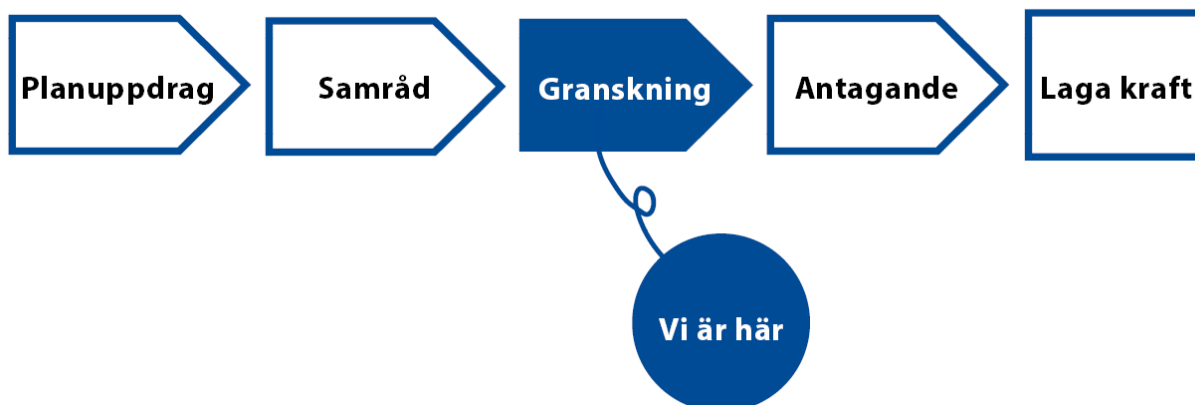 Planuppdrag
Samråd
Granskning
Antagande
Laga kraft
Vi är här